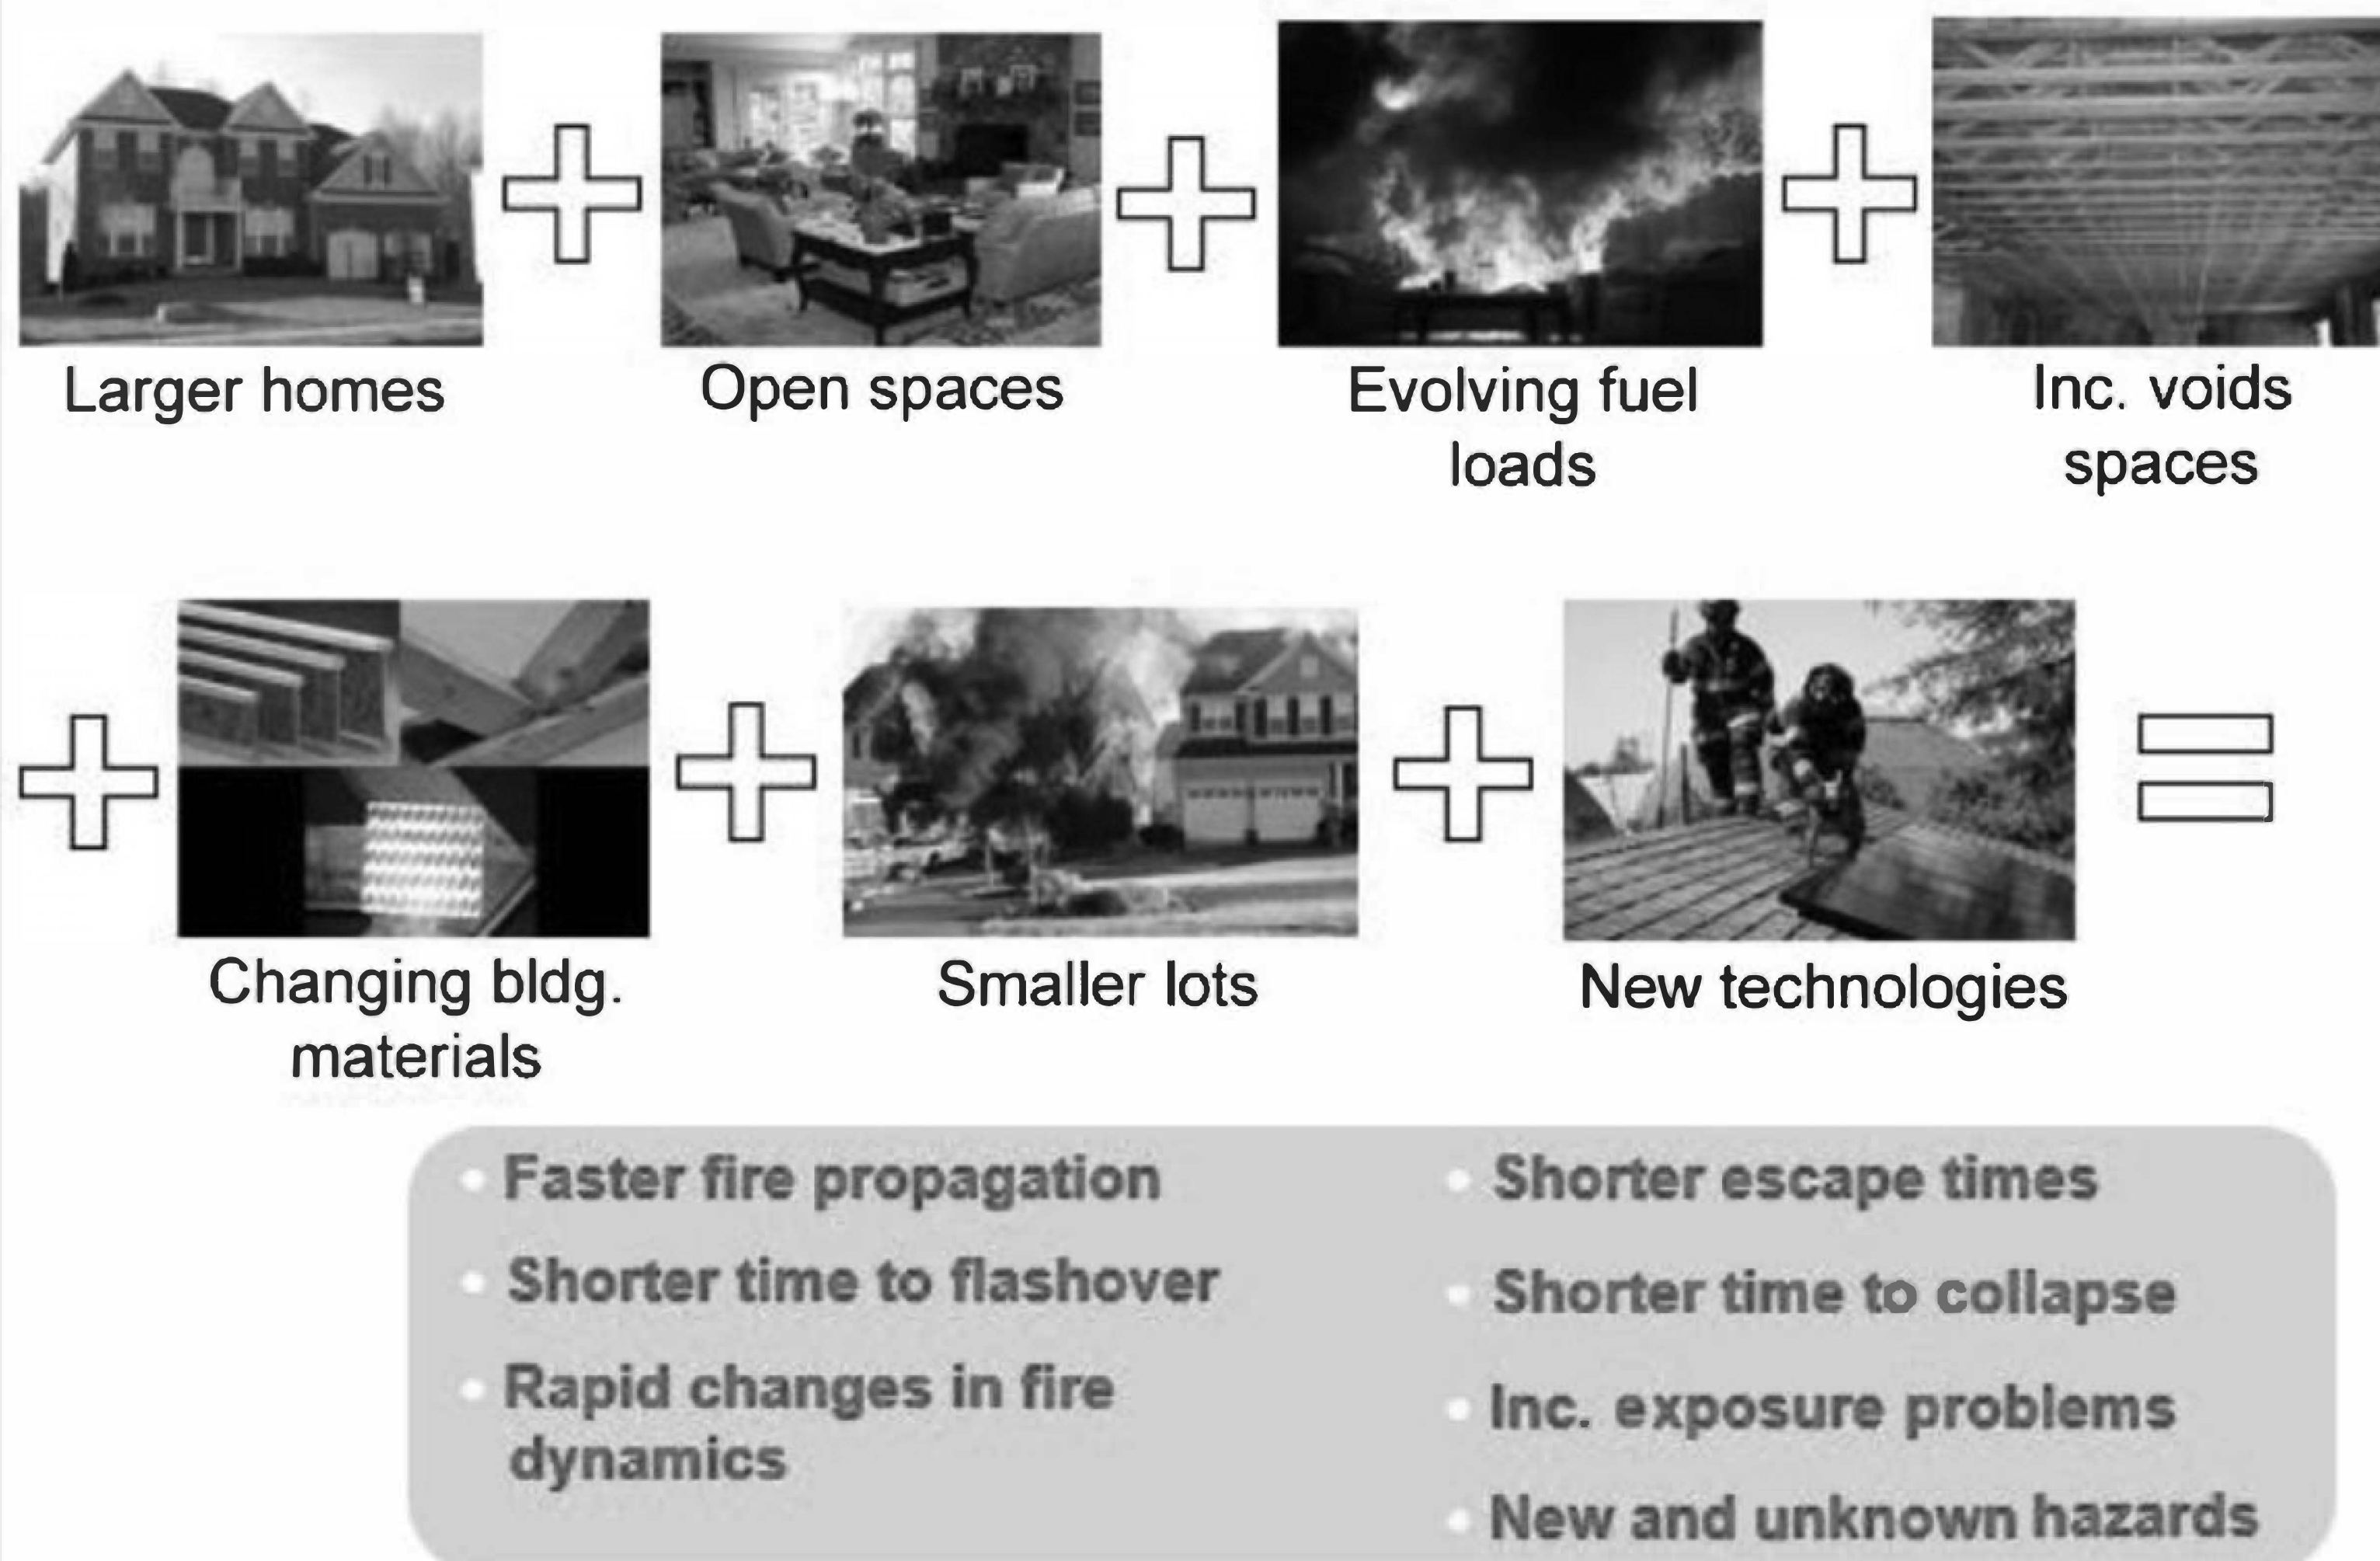 Larger homes
Open spaces
Evolving fuel
loads
Inc. voids
spaces
Changing bldg.
materials
Smaller lots
New technologies
• Faster fire propagation
• Shorter time to flashover
• Rapid changes in fire
dynamics
• Shorter escape times
• Shorter time to collapse
• Inc. exposure problems
• New and unknown hazards